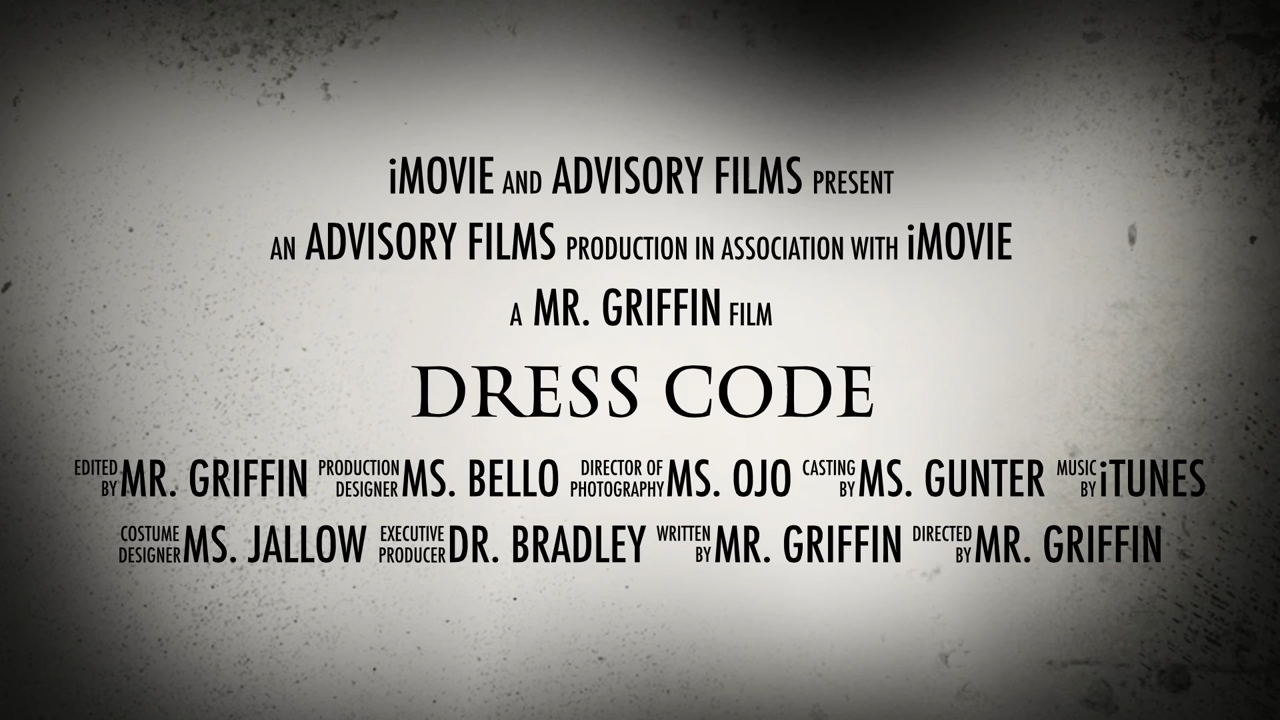 iMOVIE AND ADVISORY FILMS PRESENT
AN ADVISORY FILMS PRODUCTION IN ASSOCIATION WITH iMOVIE
A MR. GRIFFIN FILM
DRESS CODE
EDITED BY MR. GRIFFIN PRODUCTION DESIGNER MS. BELLO DIRECTOR OF PHOTOGRAPHY MS. OJO CASTING BY MS. GUNTER MUSIC BY iTUNES
COSTUME DESIGNER MS. JALLOW EXECUTIVE PRODUCER DR. BRADLEY WRITTEN BY MR. GRIFFIN DIRECTED BY MR. GRIFFIN